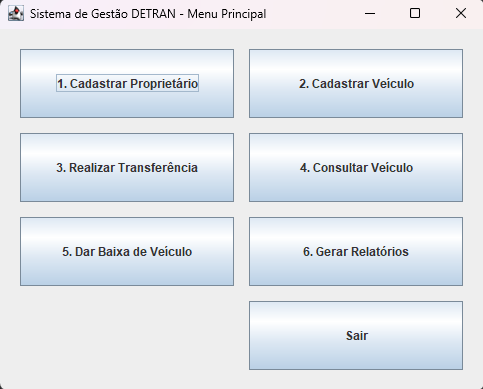 Sistema de Gestão DETRAN - Menu Principal
1. Cadastrar Proprietário
2. Cadastrar Veículo
3. Realizar Transferência
4. Consultar Veículo
5. Dar Baixa de Veículo
6. Gerar Relatórios
Sair